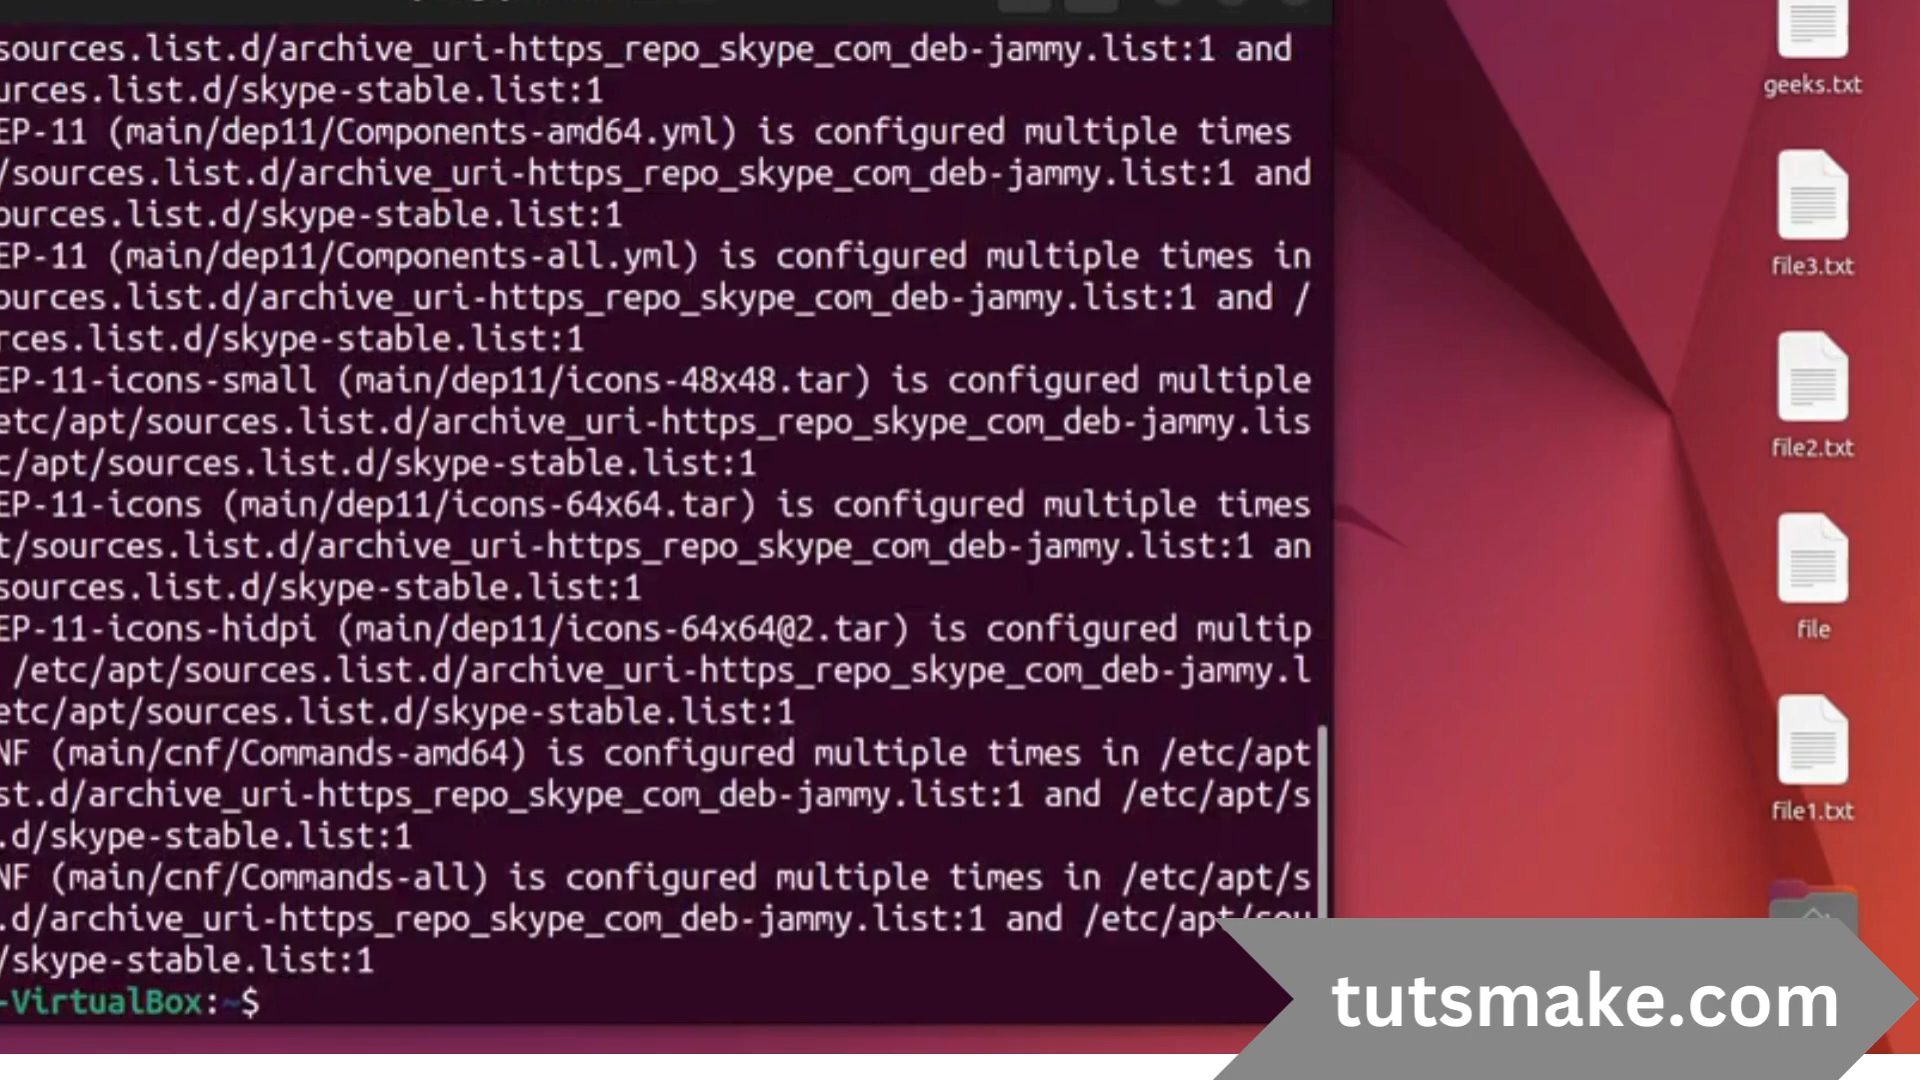 sources.list.d/archive_uri-https_repo_skype_com_deb-jammy.list:1 and
urces.list.d/skype-stable.list:1
EP-11 (main/dep11/Components-amd64.yml) is configured multiple times
/sources.list.d/archive_uri-https_repo_skype_com_deb-jammy.list:1 and
ources.list.d/skype-stable.list:1
EP-11 (main/dep11/Components-all.yml) is configured multiple times in
ources.list.d/archive_uri-https_repo_skype_com_deb-jammy.list:1 and /
rces.list.d/skype-stable.list:1
EP-11-icons-small (main/dep11/icons-48x48.tar) is configured multiple
etc/apt/sources.list.d/archive_uri-https_repo_skype_com_deb-jammy.lis
c/apt/sources.list.d/skype-stable.list:1
EP-11-icons (main/dep11/icons-64x64.tar) is configured multiple times
t/sources.list.d/archive_uri-https_repo_skype_com_deb-jammy.list:1 an
sources.list.d/skype-stable.list:1
EP-11-icons-hidpi (main/dep11/icons-64x64@2.tar) is configured multip
/etc/apt/sources.list.d/archive_uri-https_repo_skype_com_deb-jammy.l
etc/apt/sources.list.d/skype-stable.list:1
NF (main/cnf/Commands-amd64) is configured multiple times in /etc/apt
st.d/archive_uri-https_repo_skype_com_deb-jammy.list:1 and /etc/apt/s
.d/skype-stable.list:1
NF (main/cnf/Commands-all) is configured multiple times in /etc/apt/s
.d/archive_uri-https_repo_skype_com_deb-jammy.list:1 and /etc/apt/sou
/skype-stable.list:1
-VirtualBox:~$
geeks.txt
file3.txt
file2.txt
file
file1.txt
tutsmake.com